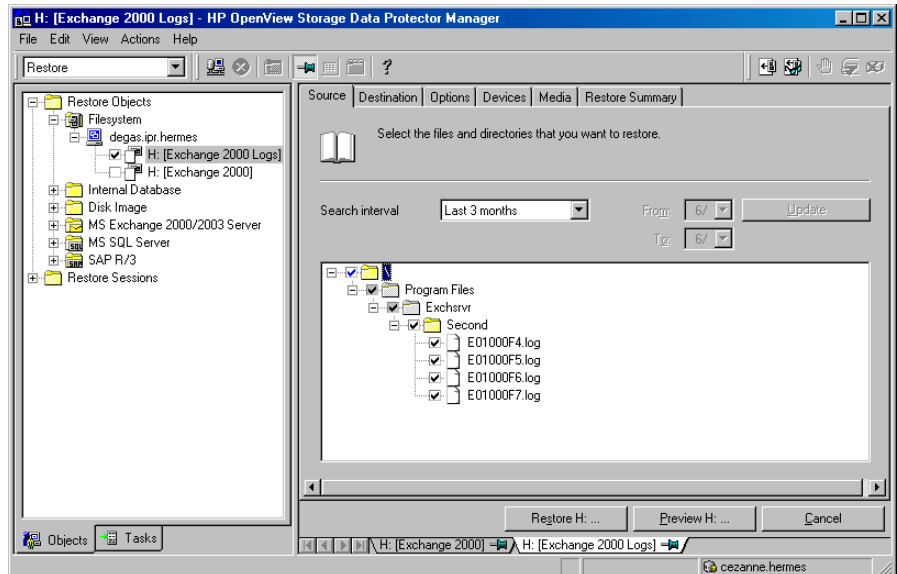 H: [Exchange 2000 Logs] - HP OpenView Storage Data Protector Manager
File Edit View Actions Help
Restore
?
Restore Objects
Filesystem
degas.ipr.hermes
H: [Exchange 2000 Logs]
H: [Exchange 2000]
Internal Database
Disk Image
MS Exchange 2000/2003 Server
MS SQL Server
SAP R/3
Restore Sessions
Objects Tasks
Source Destination Options Devices Media Restore Summary
Select the files and directories that you want to restore.
Search interval Last 3 months From: 6/ Update
To: 6/
\
Program Files
Exchsrvr
Second
E01000F4.log
E01000F5.log
E01000F6.log
E01000F7.log
Restore H: ... Preview H: ... Cancel
H: [Exchange 2000] H: [Exchange 2000 Logs]
cezanne.hermes